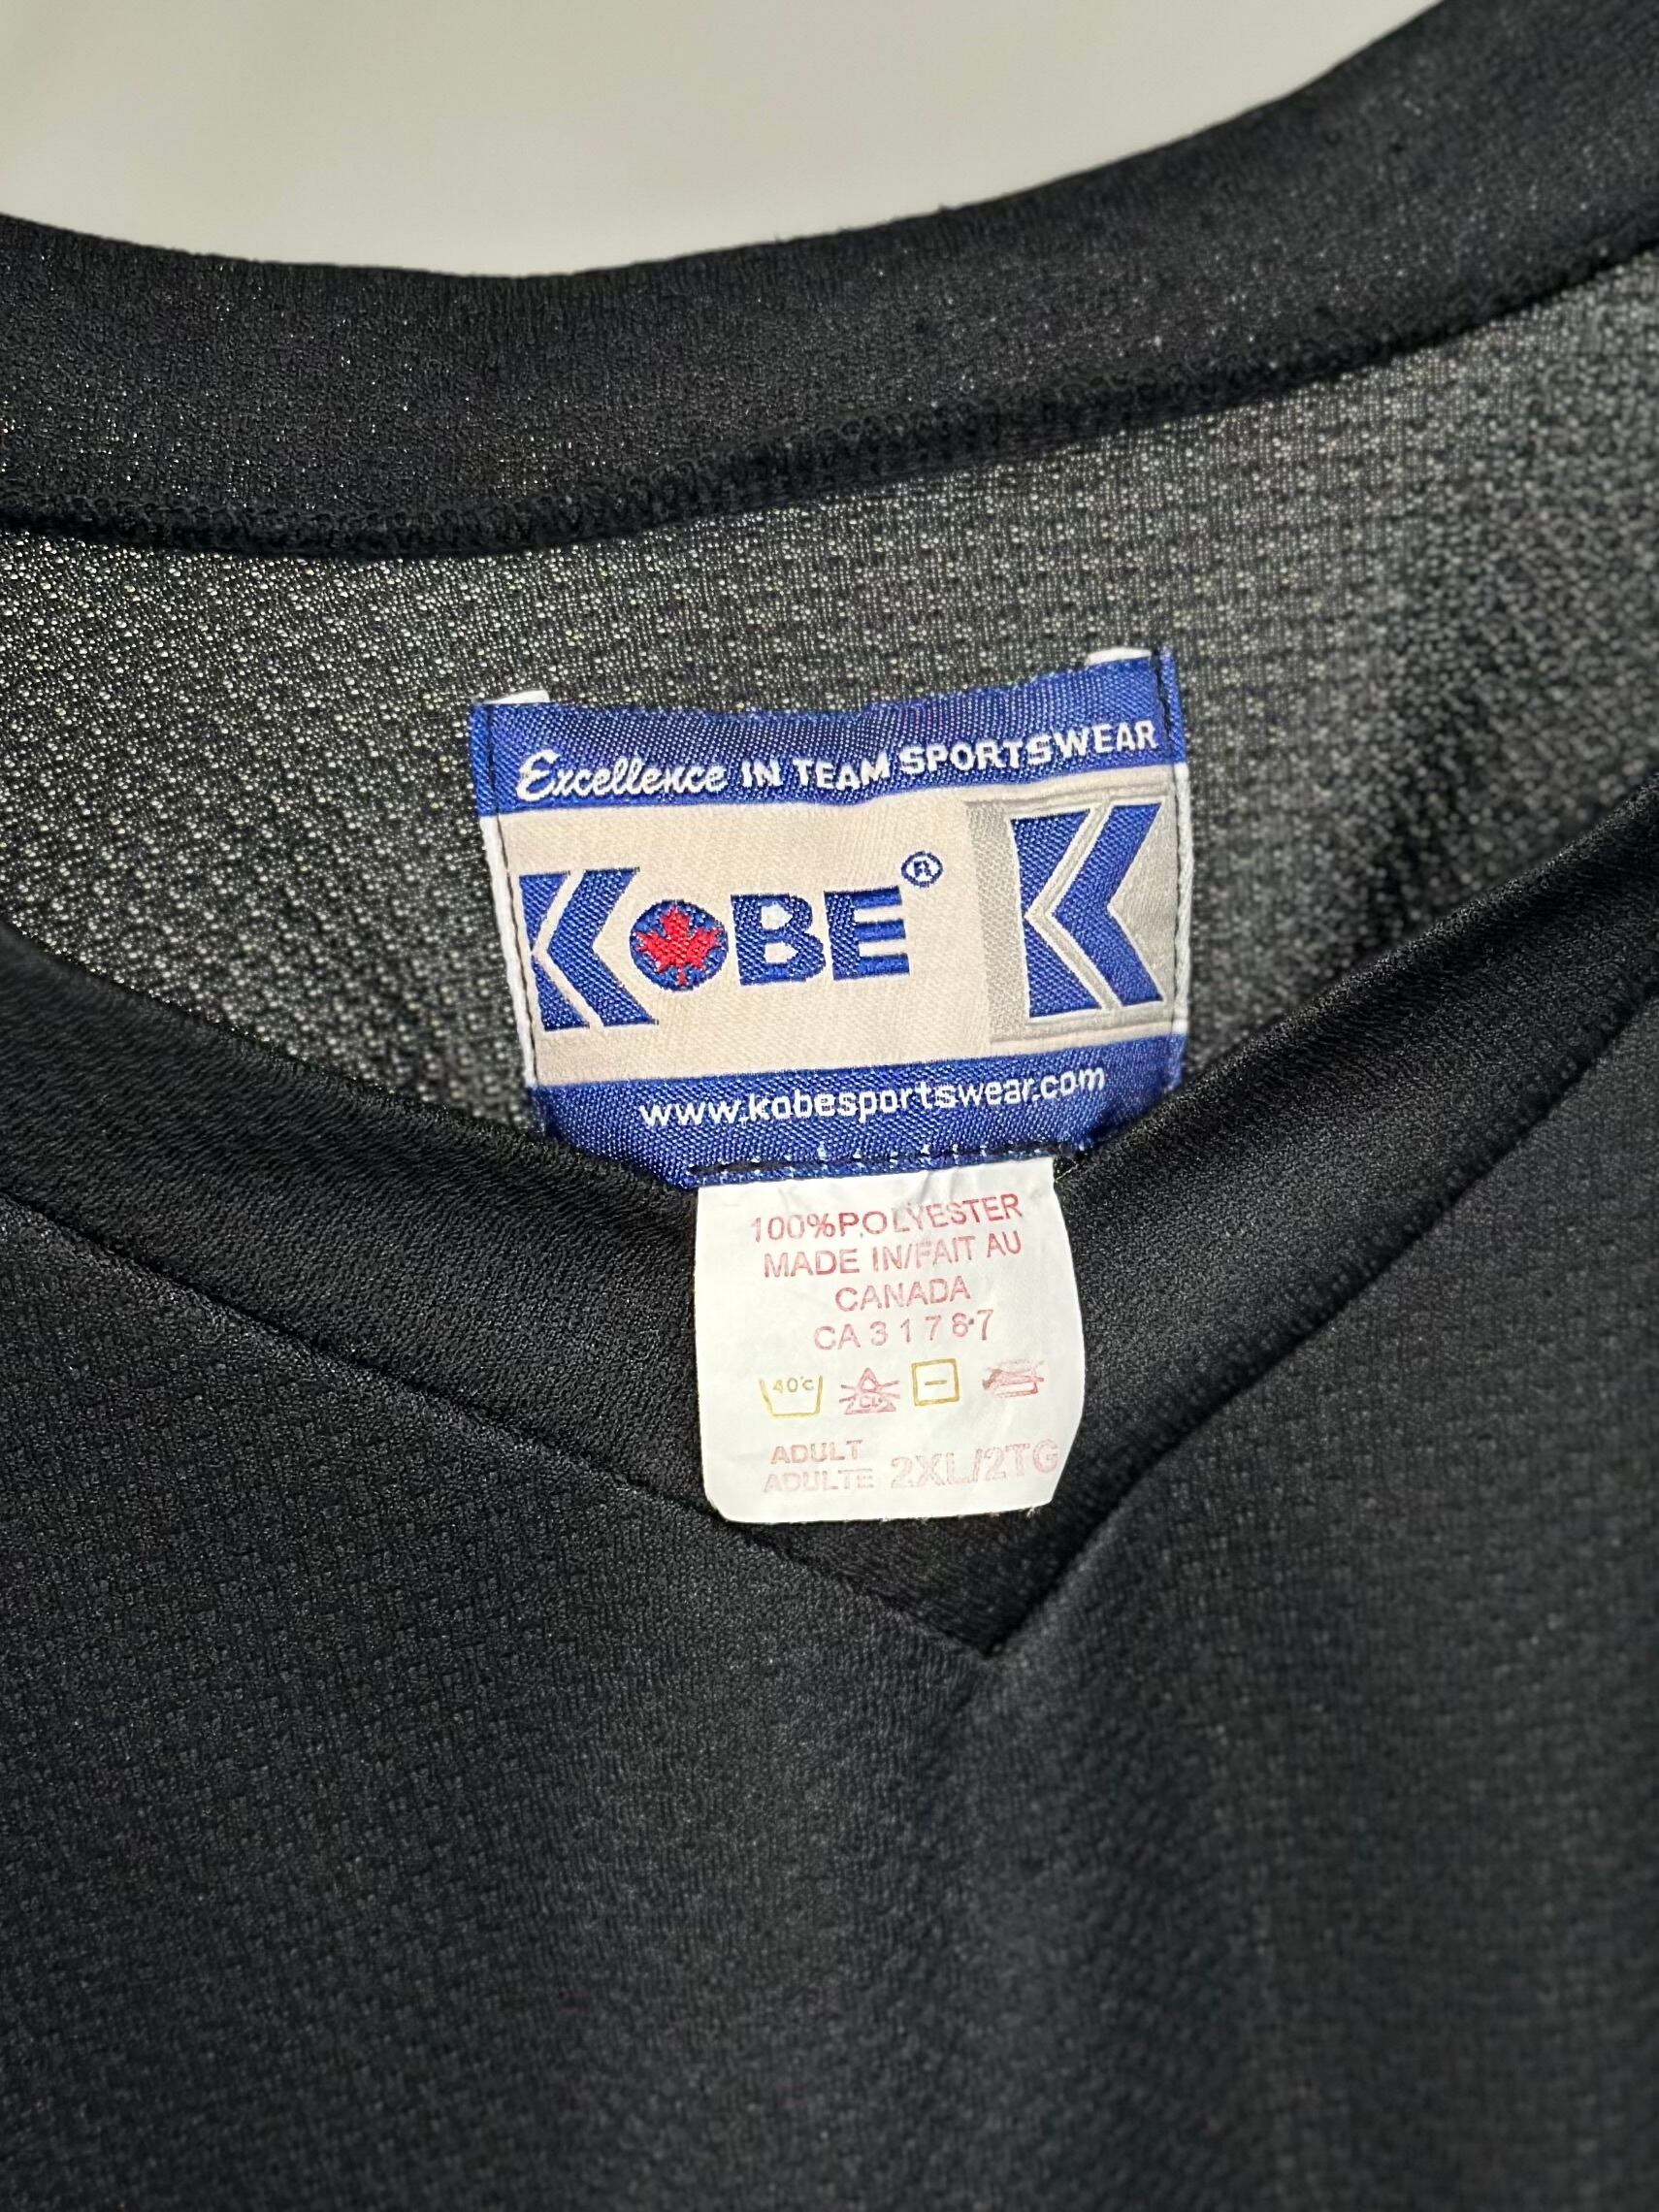 Excellence IN TEAM SPORTSWEAR
KOBE® K
www.kobesportswear.com
100%POLYESTER
MADE IN/FAIT AU
CANADA
CA 3 1 7 8 7
40°C CL
ADULT
ADULTE 2XL/2TG